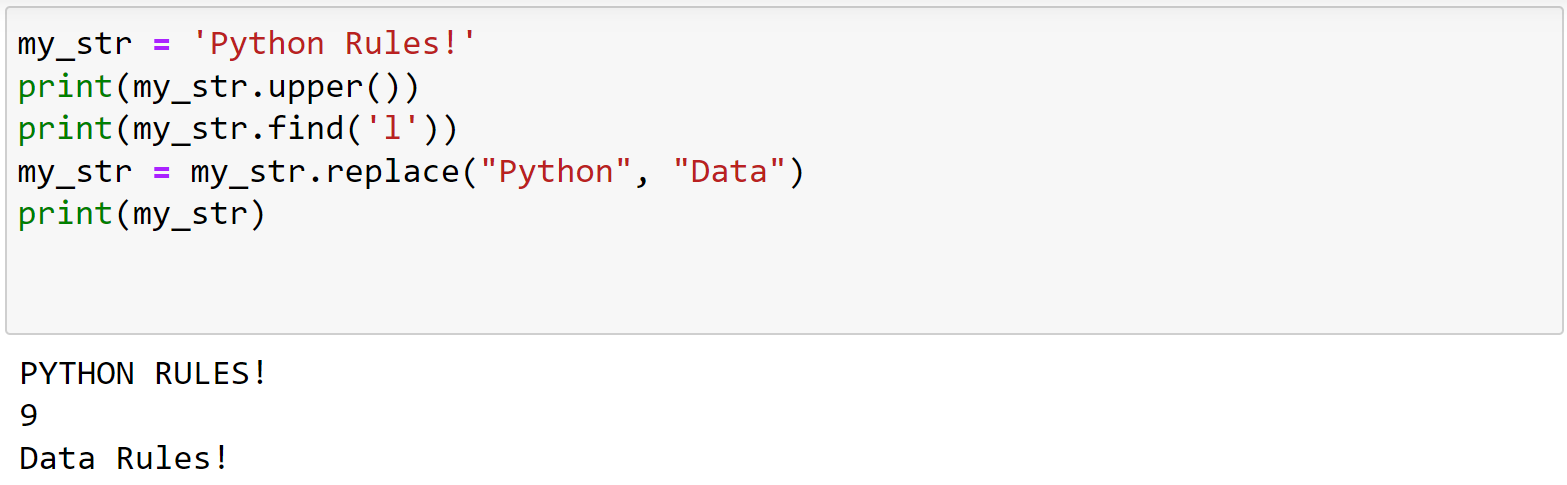 my_str = 'Python Rules!'
print(my_str.upper())
print(my_str.find('l'))
my_str = my_str.replace("Python", "Data")
print(my_str)
PYTHON RULES!
9
Data Rules!